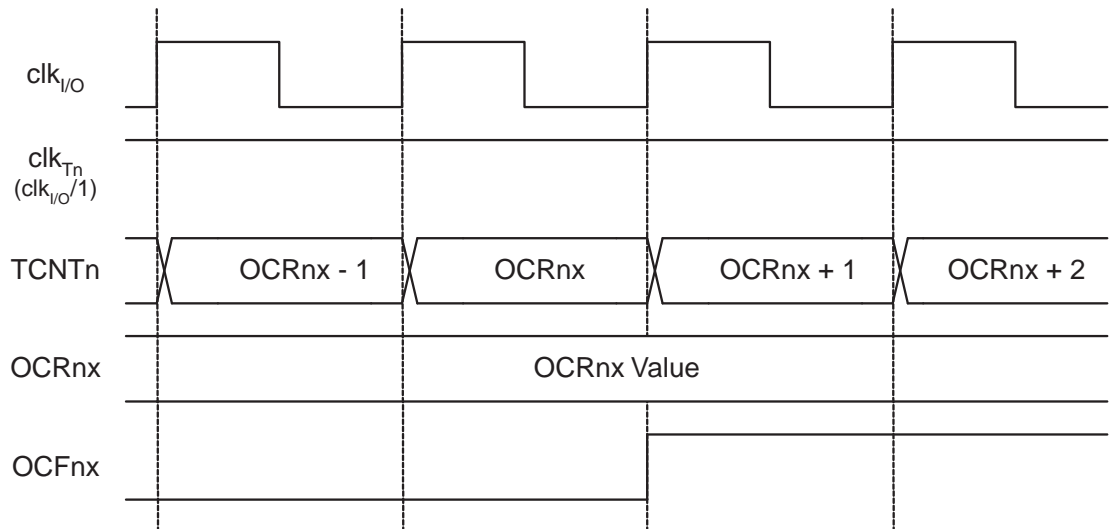 clkI/O
clkTn
(clkI/O/1)
TCNTn
OCRnx - 1
OCRnx
OCRnx + 1
OCRnx + 2
OCRnx
OCRnx Value
OCFnx